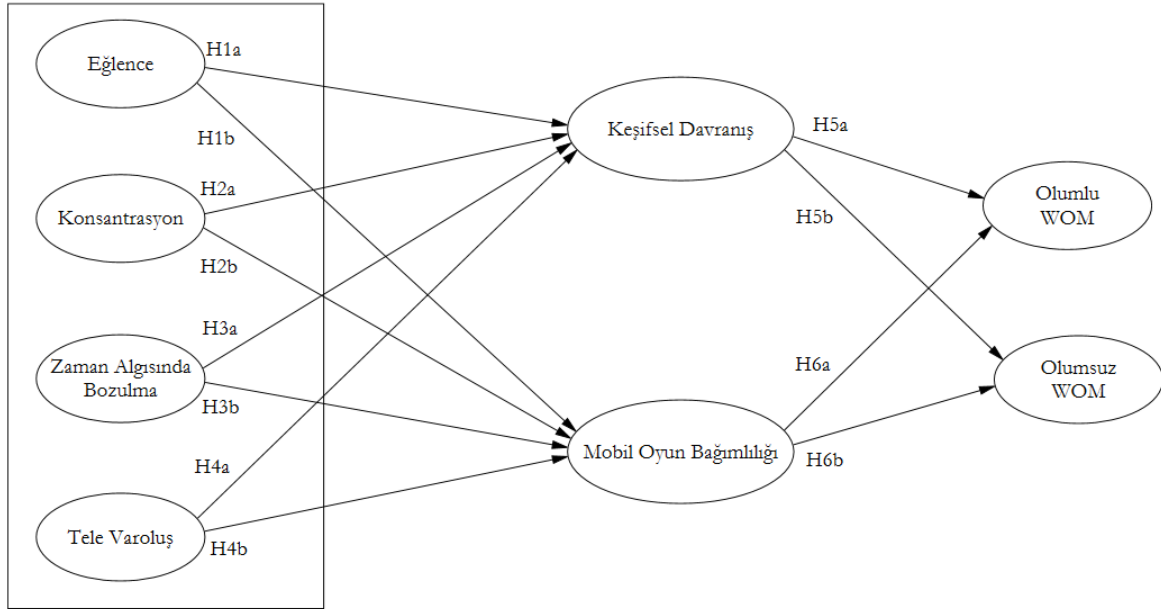 Eğlence
H1a
H1b
Konsantrasyon
H2a
H2b
Zaman Algısında
Bozulma
H3a
H3b
Tele Varoluş
H4a
H4b
Keşifsel Davranış
H5a
H5b
Mobil Oyun Bağımlılığı
H6a
H6b
Olumlu
WOM
Olumsuz
WOM